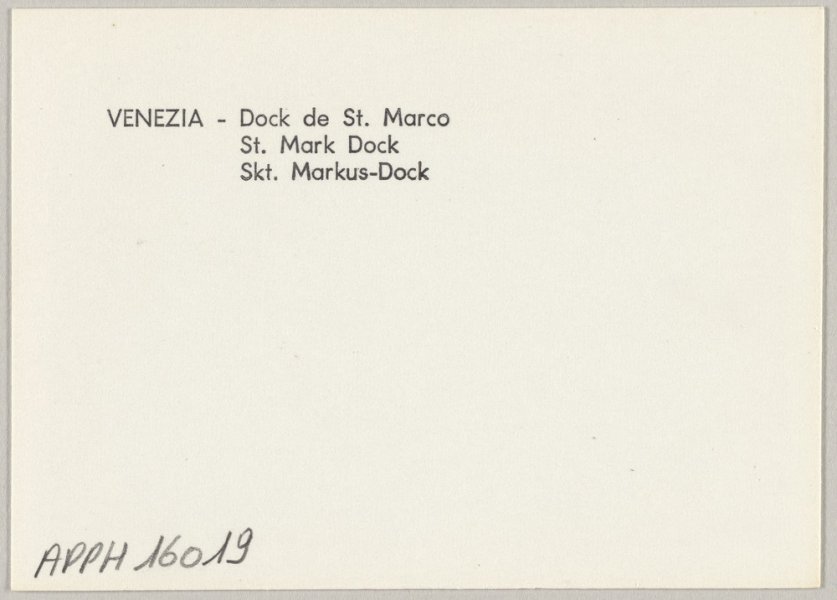 VENEZIA - Dock de St. Marco
St. Mark Dock
Skt. Markus-Dock
APPH 16019